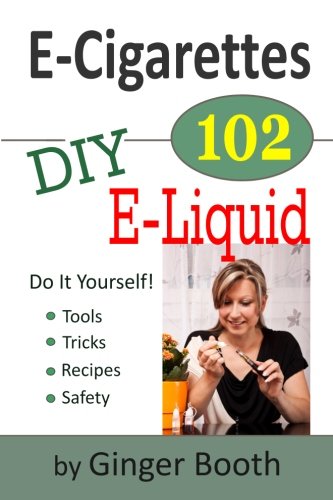 E-Cigarettes
102
DIY
E-Liquid
Do It Yourself!
Tools
Tricks
Recipes
Safety
by Ginger Booth